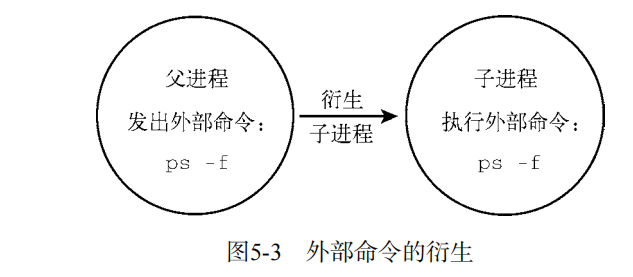 父进程
发出外部命令：
ps -f
衍生
子进程
子进程
执行外部命令：
ps -f
图5-3 外部命令的衍生